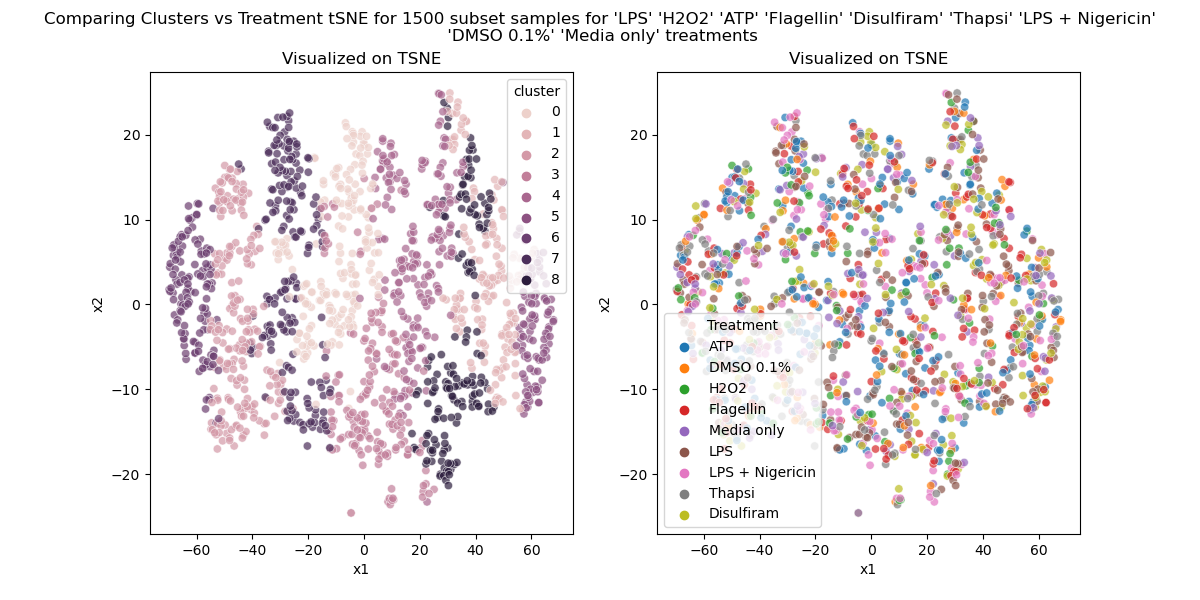 Comparing Clusters vs Treatment tSNE for 1500 subset samples for 'LPS' 'H2O2' 'ATP' 'Flagellin' 'Disulfiram' 'Thapsi' 'LPS + Nigericin'
'DMSO 0.1%' 'Media only' treatments
Visualized on TSNE
cluster
0
1
2
3
4
5
6
7
8
20
10
0
−10
−20
x2
−60
−40
−20
0
20
40
60
x1
Visualized on TSNE
20
10
0
−10
−20
x2
Treatment
ATP
DMSO 0.1%
H2O2
Flagellin
Media only
LPS
LPS + Nigericin
Thapsi
Disulfiram
−60
−40
−20
0
20
40
60
x1